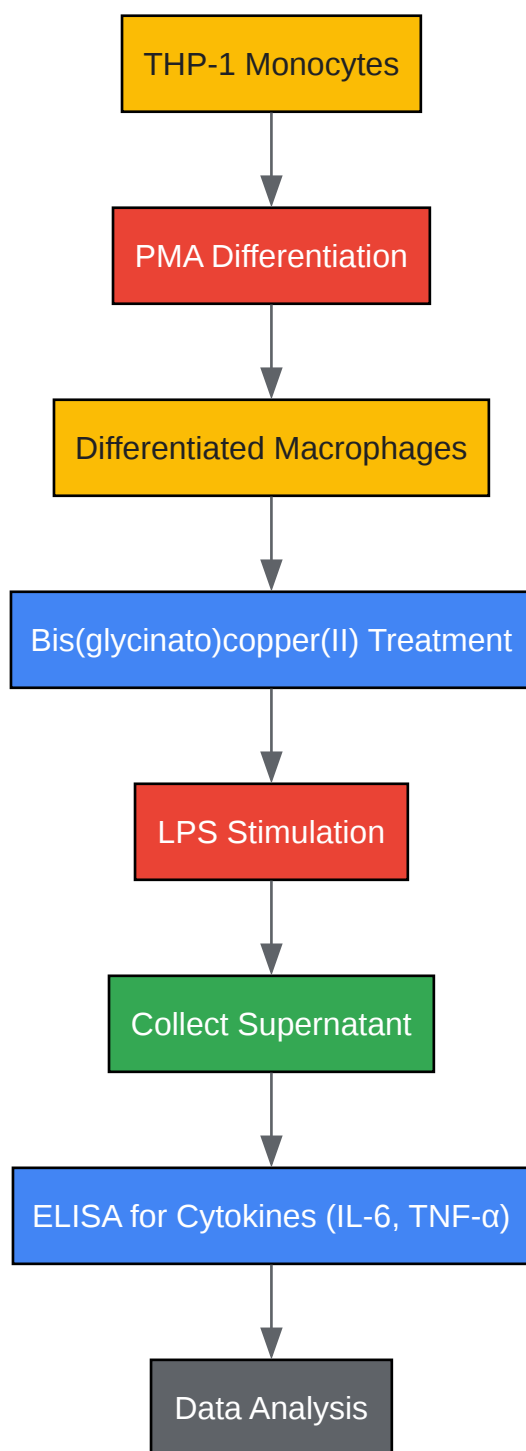 THP-1 Monocytes
PMA Differentiation
Differentiated Macrophages
Bis(glycinato)copper(II) Treatment
LPS Stimulation
Collect Supernatant
ELISA for Cytokines (IL-6, TNF-α)
Data Analysis